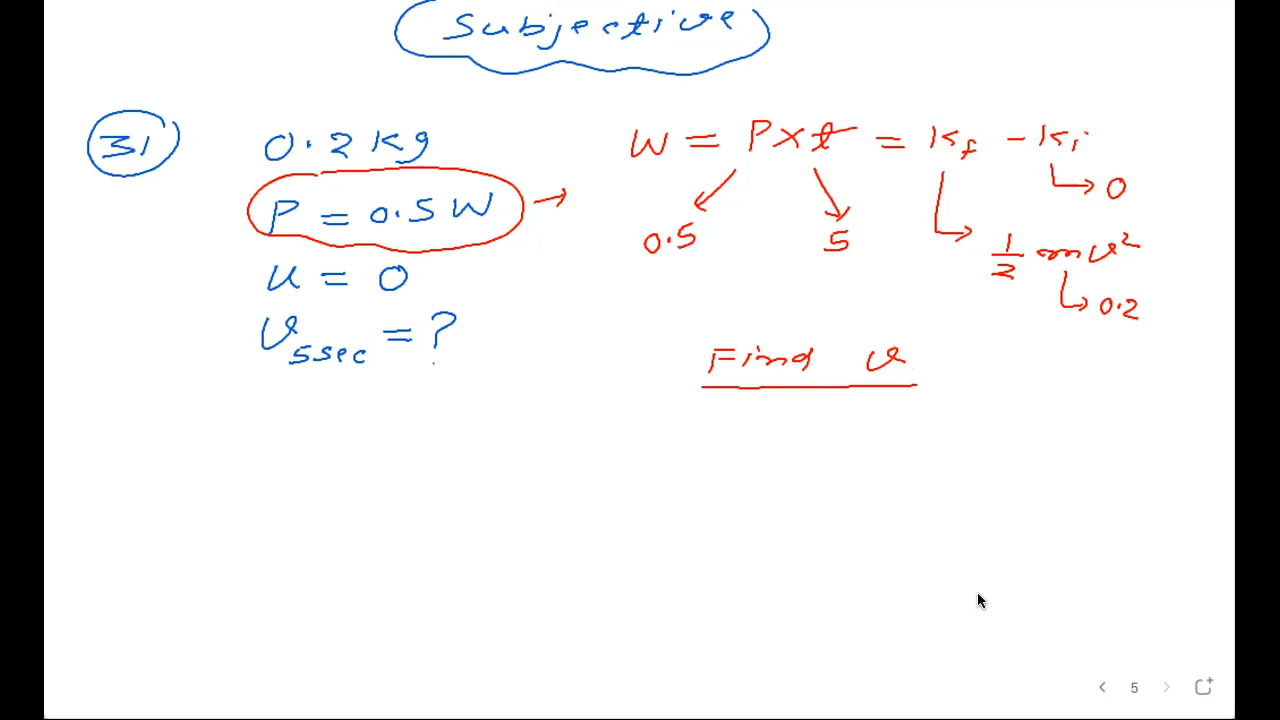 Subjective
31
0.2 Kg
P = 0.5 W
u = 0
v5sec = ?
W = P × t = Kf - Ki
0
0.5
5
1/2 mv²
0.2
Find v
5